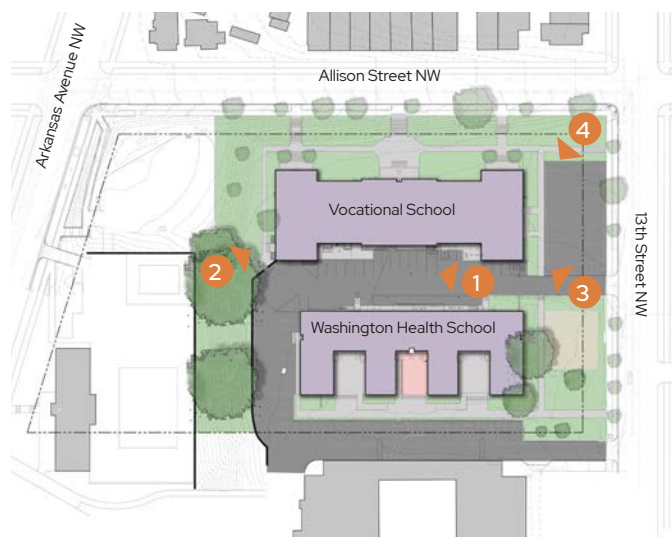 Allison Street NW
Arkansas Avenue NW
4
Vocational School
13th Street NW
2
1
3
Washington Health School